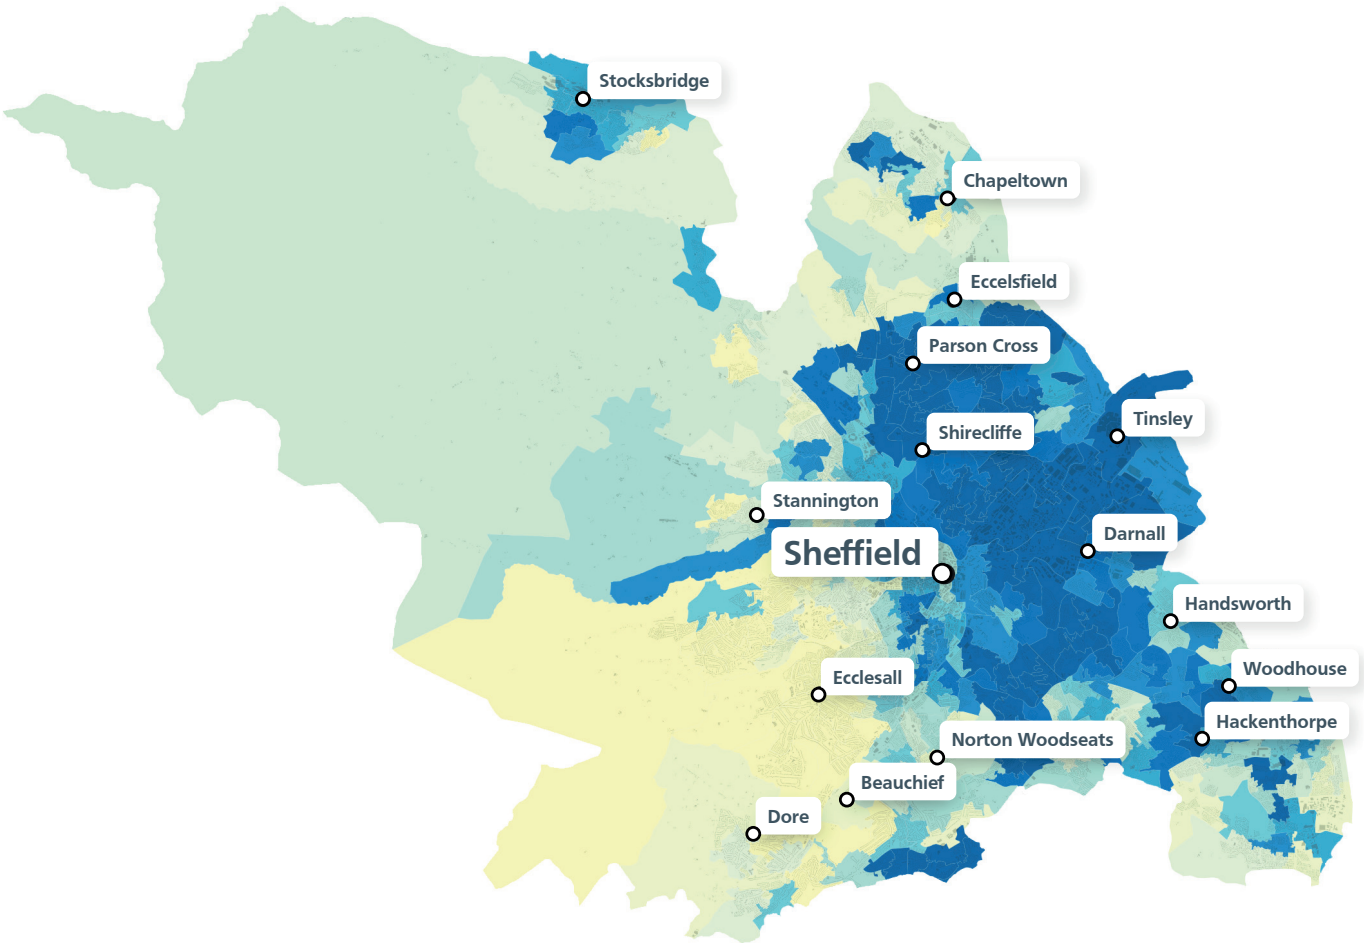 Stocksbridge
Chapeltown
Eccelsfield
Parson Cross
Tinsley
Shirecliffe
Stannington
Darnall
Sheffield
Handsworth
Woodhouse
Ecclesall
Hackenthorpe
Norton Woodseats
Beauchief
Dore